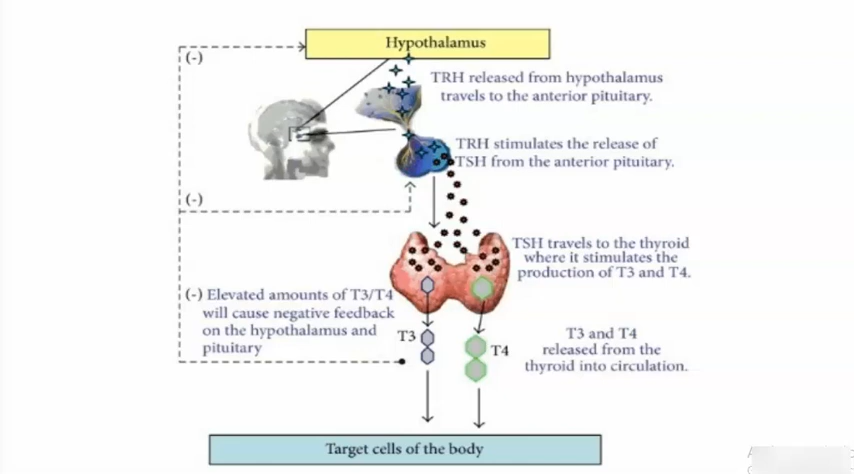 Hypothalamus
(-)
TRH released from hypothalamus
travels to the anterior pituitary.
TRH stimulates the release of
TSH from the anterior pituitary.
(-)
TSH travels to the thyroid
where it stimulates the
production of T3 and T4.
(-) Elevated amounts of T3/T4
will cause negative feedback
on the hypothalamus and
pituitary
T3
T4
T3 and T4
released from the
thyroid into circulation.
Target cells of the body